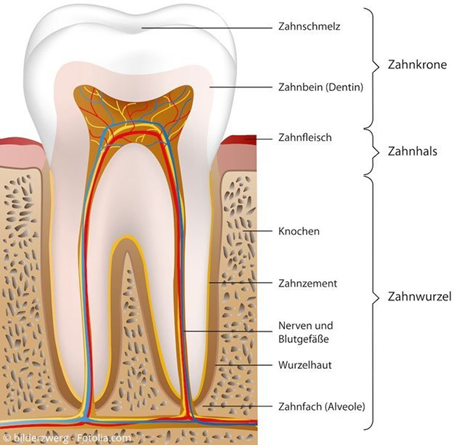 Zahnschmelz
Zahnkrone
Zahnbein (Dentin)
Zahnfleisch
Zahnhals
Knochen
Zahnzement
Zahnwurzel
Nerven und
Blutgefäße
Wurzelhaut
Zahnfach (Alveole)
© bilderzwerg - Fotolia.com